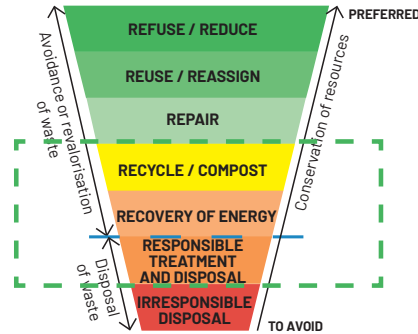 PREFERRED
REFUSE / REDUCE
REUSE / REASSIGN
REPAIR
RECYCLE / COMPOST
RECOVERY OF ENERGY
RESPONSIBLE
TREATMENT
AND DISPOSAL
IRRESPONSIBLE
DISPOSAL
TO AVOID
Avoidance or revalorisation
of waste
Disposal
of waste
Conservation of resources